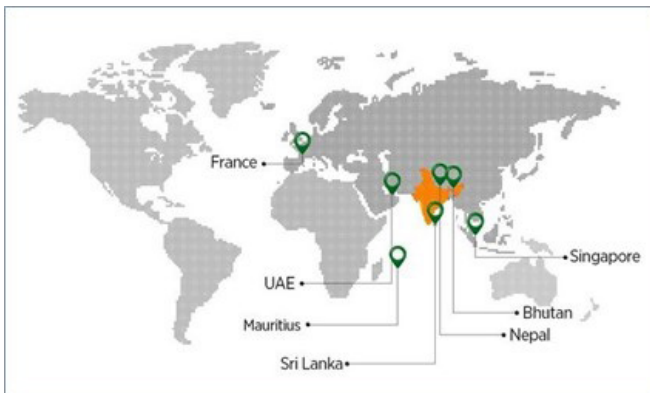 France
Singapore
UAE
Bhutan
Mauritius
Nepal
Sri Lanka